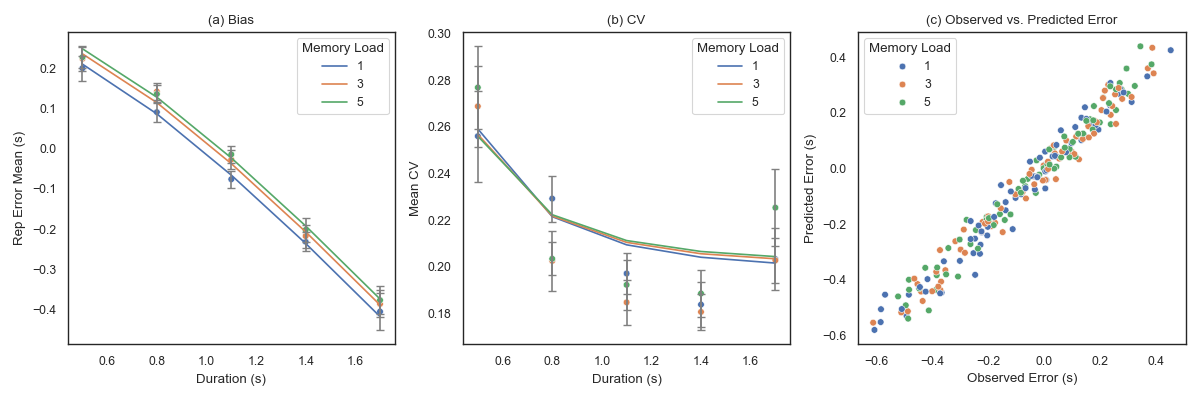 (a) Bias
Rep Error Mean (s)
0.2
0.1
0.0
−0.1
−0.2
−0.3
−0.4
Memory Load
1
3
5
0.6 0.8 1.0 1.2 1.4 1.6
Duration (s)
(b) CV
Mean CV
0.30
0.28
0.26
0.24
0.22
0.20
0.18
Memory Load
1
3
5
0.6 0.8 1.0 1.2 1.4 1.6
Duration (s)
(c) Observed vs. Predicted Error
Predicted Error (s)
0.4
0.2
0.0
−0.2
−0.4
−0.6
Memory Load
1
3
5
−0.6 −0.4 −0.2 0.0 0.2 0.4
Observed Error (s)